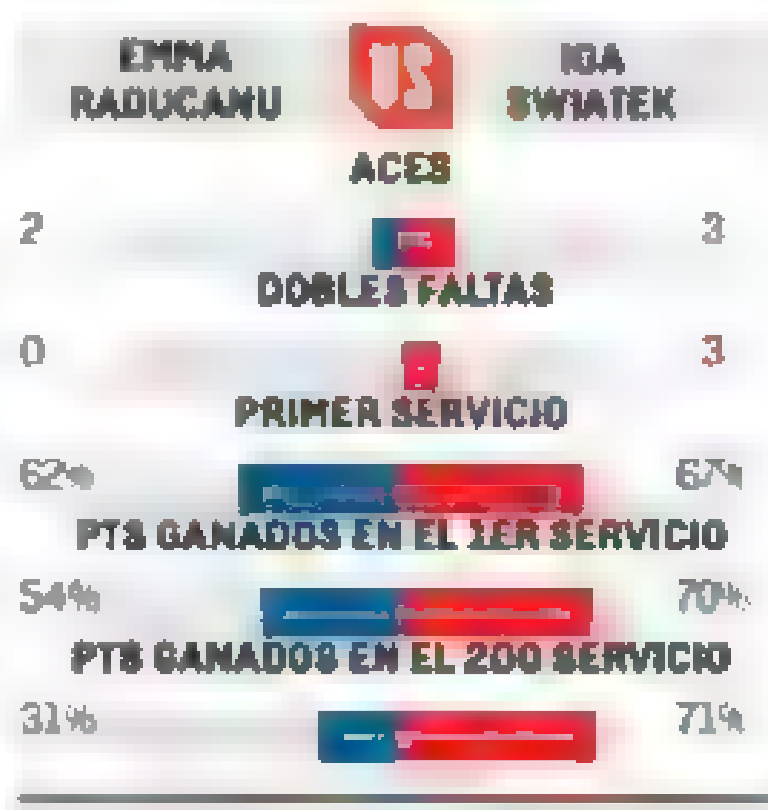 EMMA
RADUCANU
US
IGA
SWIATEK
ACES
2 3
DOBLES FALTAS
0 3
PRIMER SERVICIO
62% 67%
PTS GANADOS EN EL 1ER SERVICIO
54% 70%
PTS GANADOS EN EL 2DO SERVICIO
31% 71%